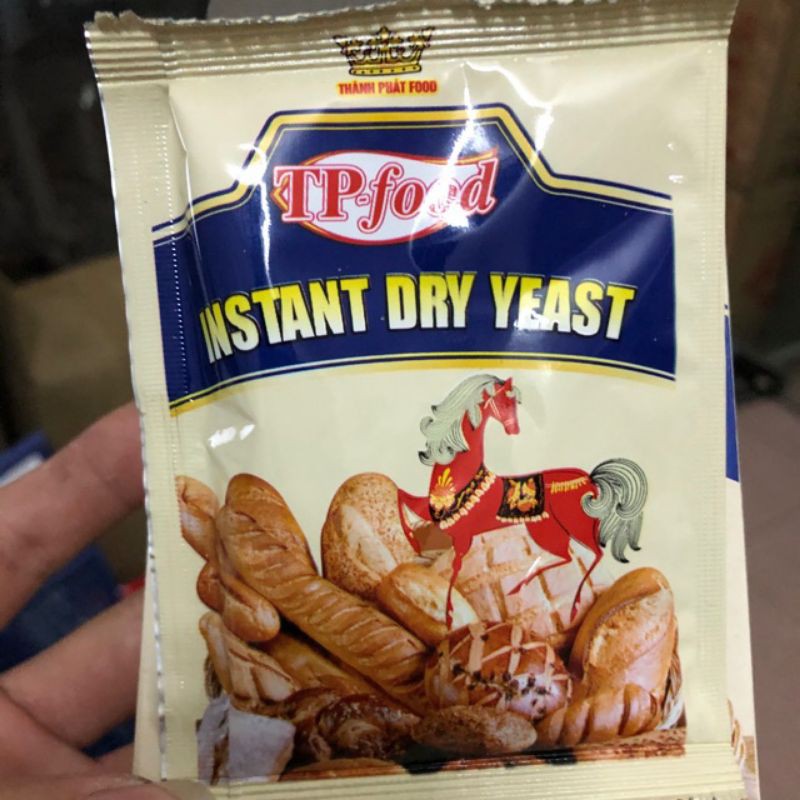 THÀNH PHÁT FOOD
TP-food
INSTANT DRY YEAST